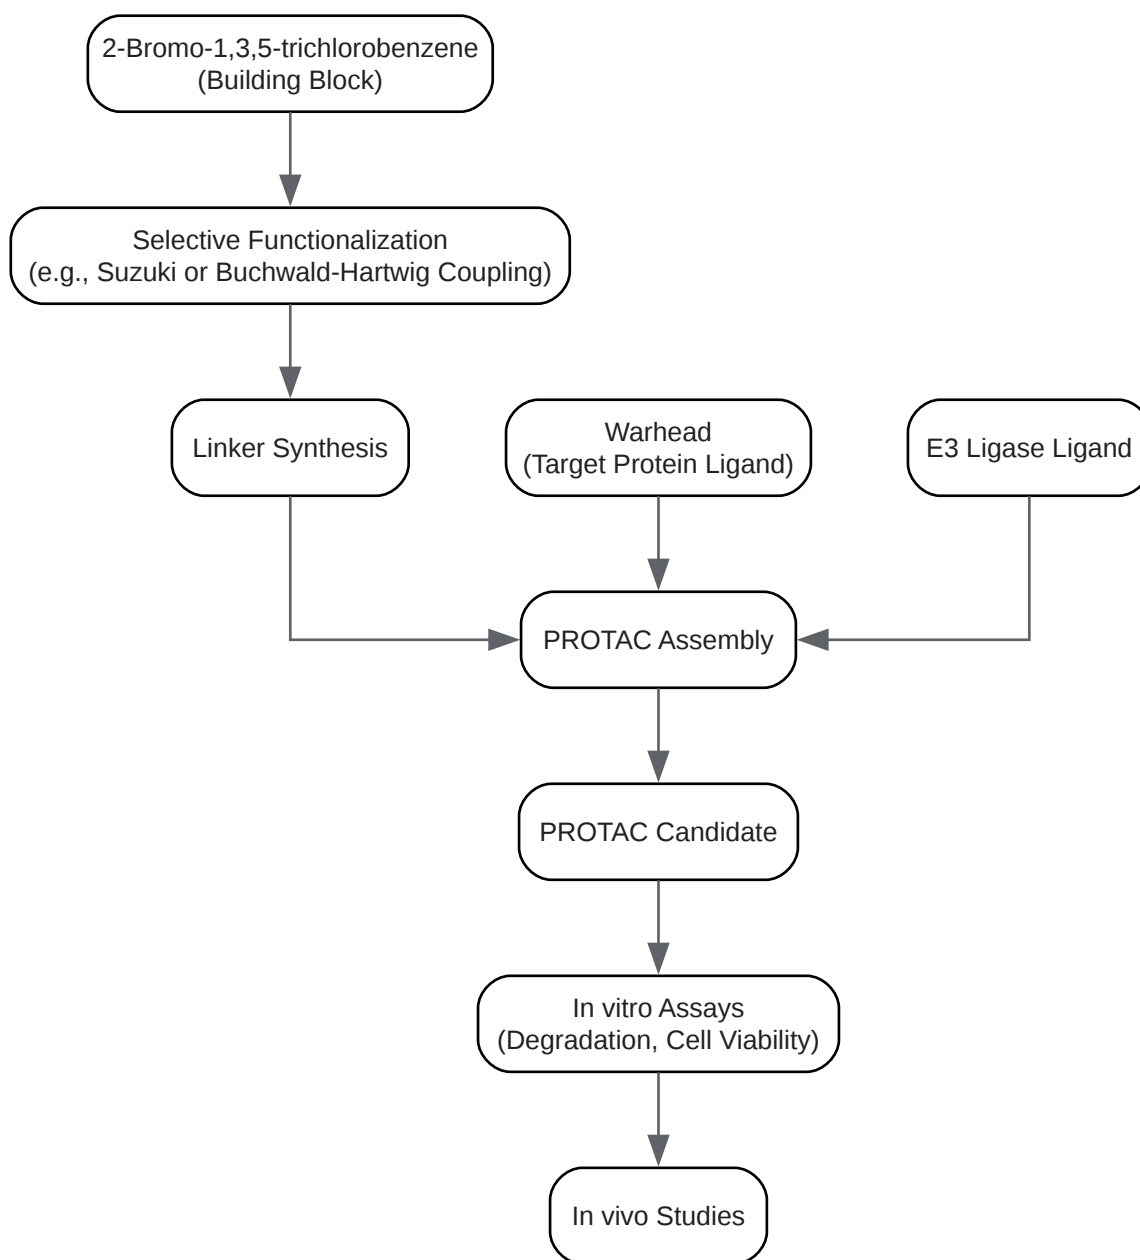 2-Bromo-1,3,5-trichlorobenzene
(Building Block)
Selective Functionalization
(e.g., Suzuki or Buchwald-Hartwig Coupling)
Linker Synthesis
Warhead
(Target Protein Ligand)
E3 Ligase Ligand
PROTAC Assembly
PROTAC Candidate
In vitro Assays
(Degradation, Cell Viability)
In vivo Studies